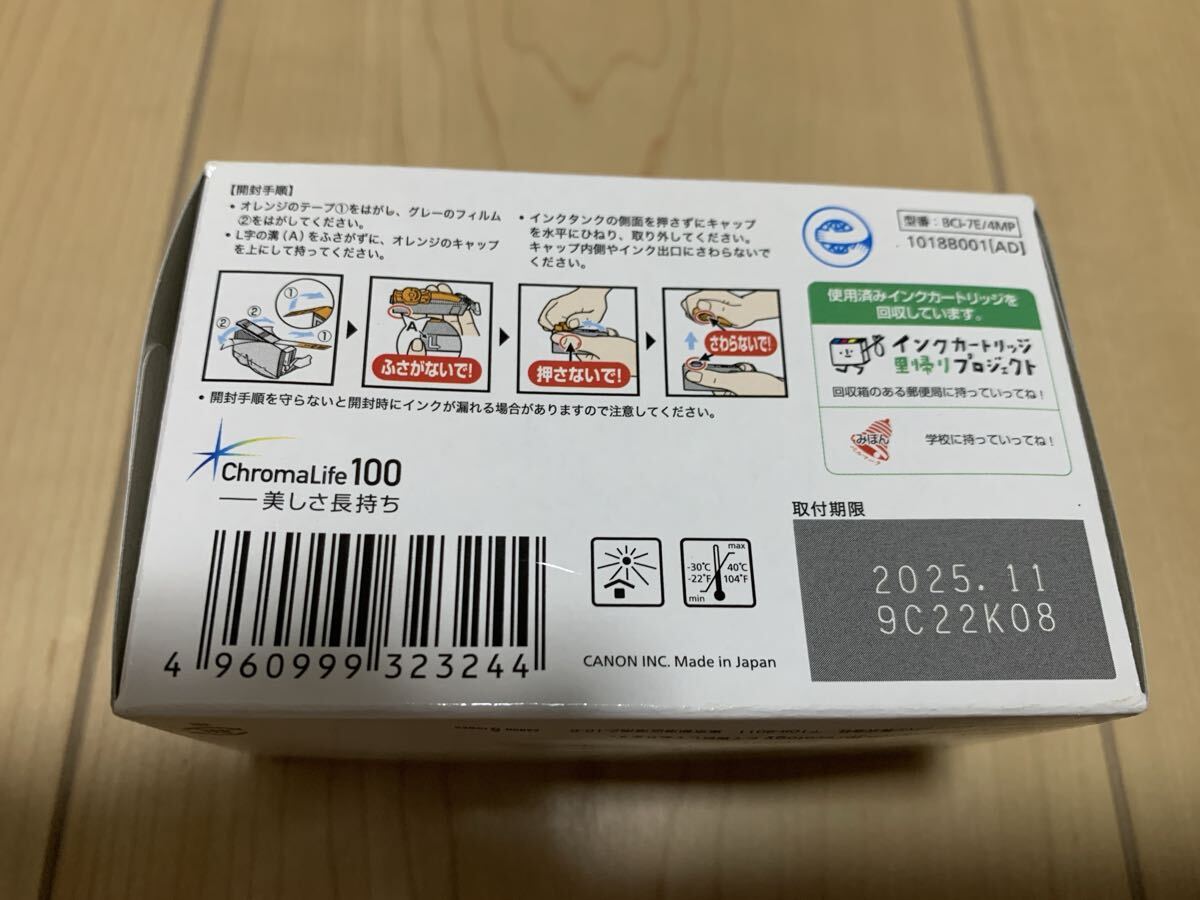 【開封手順】
・オレンジのテープ①をはがし、グレーのフィルム
②をはがしてください。
・L字の溝(A)をふさがずに、オレンジのキャップ
を上にして持ってください。
・インクタンクの側面を押さずにキャップ
を水平にひねり、取り外してください。
キャップ内側やインク出口にさわらないで
ください。
型番：BCI-7E/4MP
1018B001[AD]
①
②
②
①
A
L
ふさがないで!
押さないで!
さわらないで!
・開封手順を守らないと開封時にインクが漏れる場合がありますので注意してください。
使用済みインクカートリッジを
回収しています。
インクカートリッジ
里帰りプロジェクト
回収箱のある郵便局に持っていってね!
みほん
ベルマーク
学校に持っていってね!
ChromaLife100
美しさ長持ち
取付期限
2025.11
9C22K08
max
-30℃
40℃
-22°F
104°F
min
4 960999 323244
CANON INC. Made in Japan